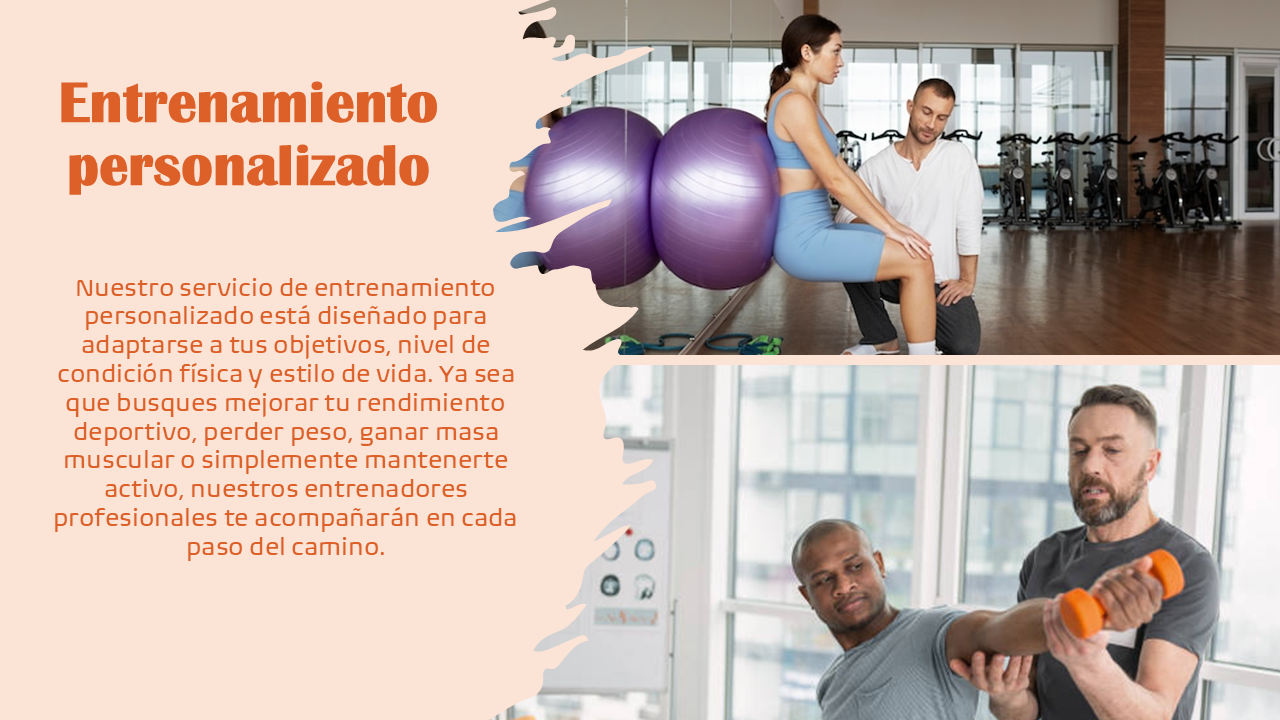 Entrenamiento
personalizado
Nuestro servicio de entrenamiento
personalizado está diseñado para
adaptarse a tus objetivos, nivel de
condición física y estilo de vida. Ya sea
que busques mejorar tu rendimiento
deportivo, perder peso, ganar masa
muscular o simplemente mantenerte
activo, nuestros entrenadores
profesionales te acompañarán en cada
paso del camino.